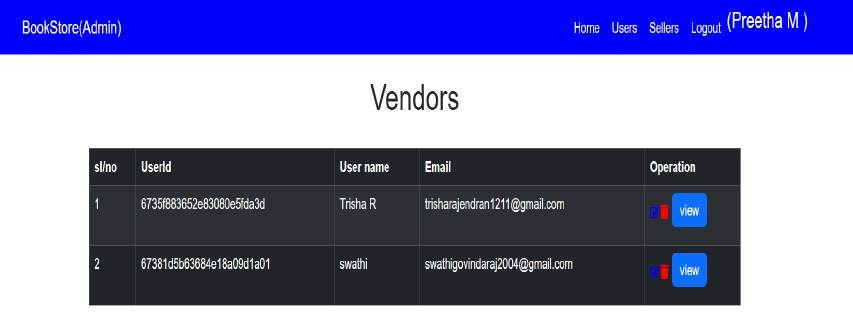 BookStore(Admin) Home Users Sellers Logout (Preetha M )
Vendors
sl/no UserId User name Email Operation
1 6735f883652e83080e5fda3d Trisha R trisharajendran1211@gmail.com view
2 67381d5b63684e18a09d1a01 swathi swathigovindaraj2004@gmail.com view